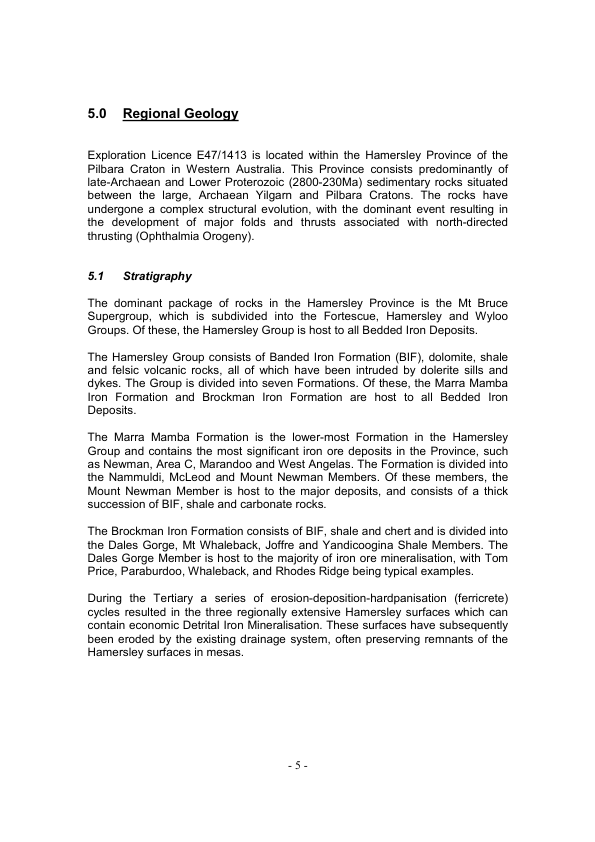 5.0 Regional Geology
Exploration Licence E47/1413 is located within the Hamersley Province of the
Pilbara Craton in Western Australia. This Province consists predominantly of
late-Archaean and Lower Proterozoic (2800-230Ma) sedimentary rocks situated
between the large, Archaean Yilgarn and Pilbara Cratons. The rocks have
undergone a complex structural evolution, with the dominant event resulting in
the development of major folds and thrusts associated with north-directed
thrusting (Ophthalmia Orogeny).
5.1 Stratigraphy
The dominant package of rocks in the Hamersley Province is the Mt Bruce
Supergroup, which is subdivided into the Fortescue, Hamersley and Wyloo
Groups. Of these, the Hamersley Group is host to all Bedded Iron Deposits.
The Hamersley Group consists of Banded Iron Formation (BIF), dolomite, shale
and felsic volcanic rocks, all of which have been intruded by dolerite sills and
dykes. The Group is divided into seven Formations. Of these, the Marra Mamba
Iron Formation and Brockman Iron Formation are host to all Bedded Iron
Deposits.
The Marra Mamba Formation is the lower-most Formation in the Hamersley
Group and contains the most significant iron ore deposits in the Province, such
as Newman, Area C, Marandoo and West Angelas. The Formation is divided into
the Nammuldi, McLeod and Mount Newman Members. Of these members, the
Mount Newman Member is host to the major deposits, and consists of a thick
succession of BIF, shale and carbonate rocks.
The Brockman Iron Formation consists of BIF, shale and chert and is divided into
the Dales Gorge, Mt Whaleback, Joffre and Yandicoogina Shale Members. The
Dales Gorge Member is host to the majority of iron ore mineralisation, with Tom
Price, Paraburdoo, Whaleback, and Rhodes Ridge being typical examples.
During the Tertiary a series of erosion-deposition-hardpanisation (ferricrete)
cycles resulted in the three regionally extensive Hamersley surfaces which can
contain economic Detrital Iron Mineralisation. These surfaces have subsequently
been eroded by the existing drainage system, often preserving remnants of the
Hamersley surfaces in mesas.
- 5 -